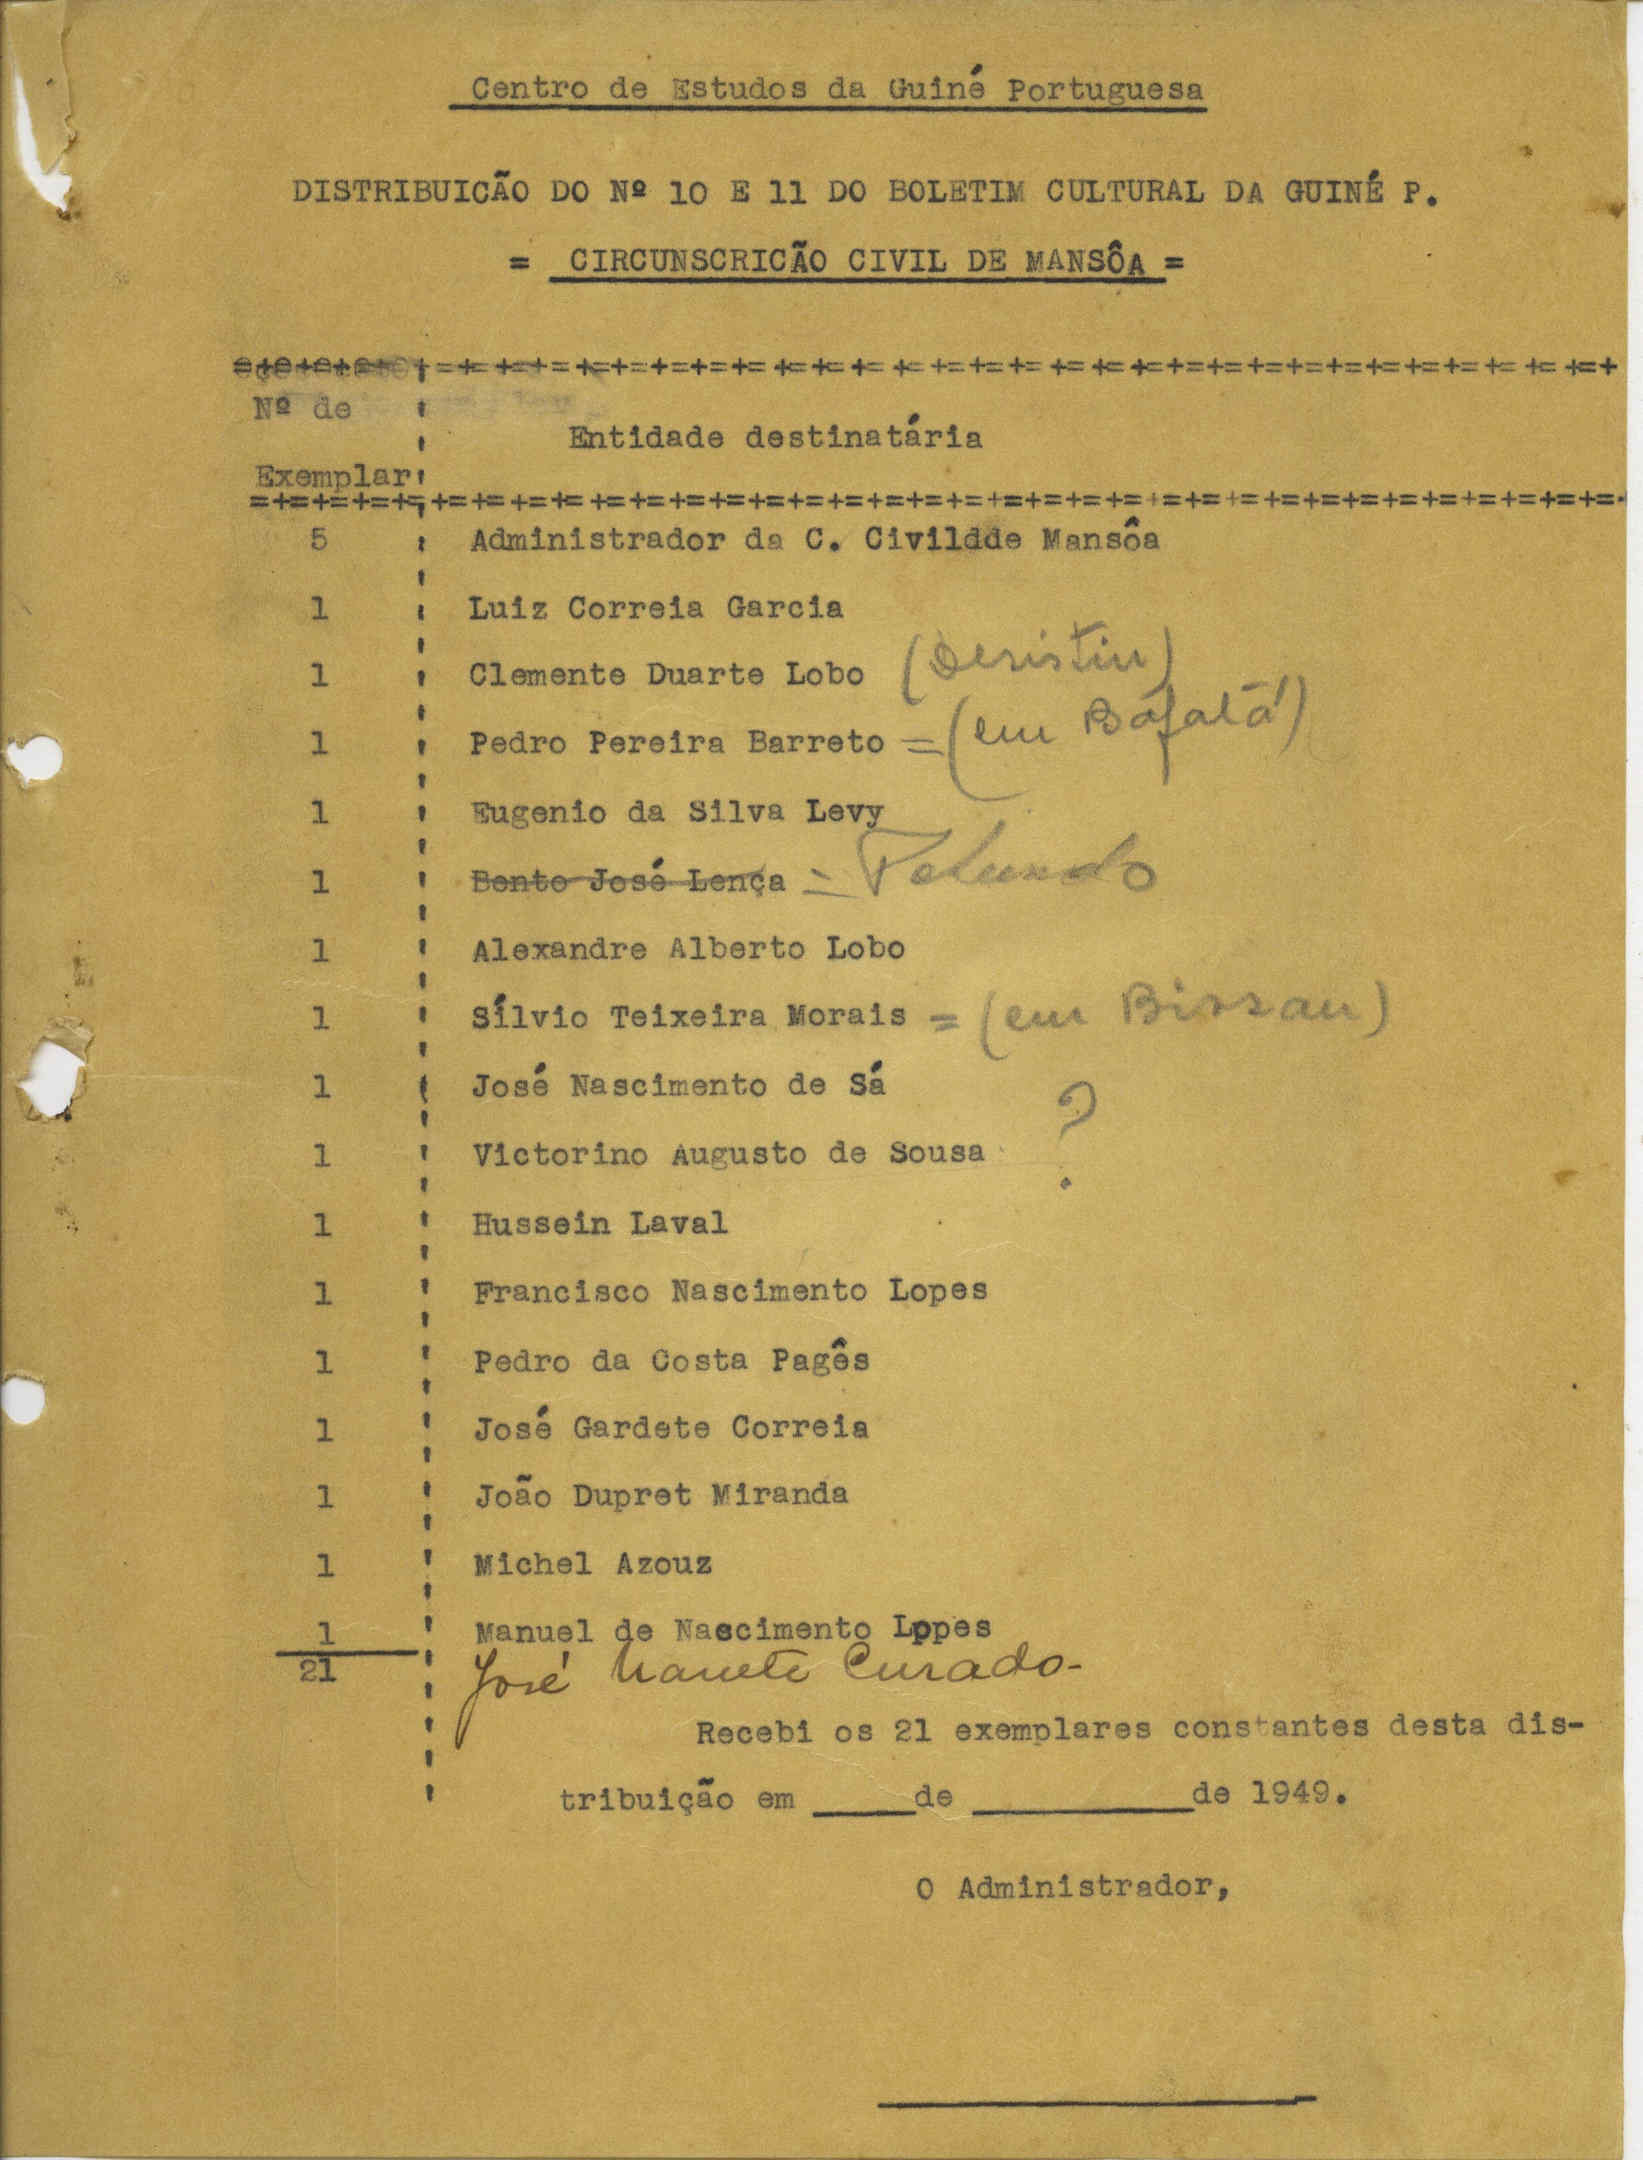 Centro de Estudos da Guiné Portuguesa
DISTRIBUICÃO DO Nº 10 E 11 DO BOLETIM CULTURAL DA GUINÉ P.
= CIRCUNSCRICÃO CIVIL DE MANSÔA =
Nº de
Entidade destinatária
Exemplar
5 Administrador da C. Civildde Mansôa
1 Luiz Correia Garcia
1 Clemente Duarte Lobo (Desistiu)
1 Pedro Pereira Barreto = (em Bafatá)
1 Eugenio da Silva Levy
1 Bento José Lença =
1 Alexandre Alberto Lobo
1 Sílvio Teixeira Morais = (em Bissau)
1 José Nascimento de Sá
?
1 Victorino Augusto de Sousa
1 Hussein Laval
1 Francisco Nascimento Lopes
1 Pedro da Costa Pagês
1 José Gardete Correia
1 João Dupret Miranda
1 Michel Azouz
1 Manuel de Nascimento Lppes
21 José Curado-
Recebi os 21 exemplares constantes desta dis-
tribuição em _____de ___________de 1949.
O Administrador,